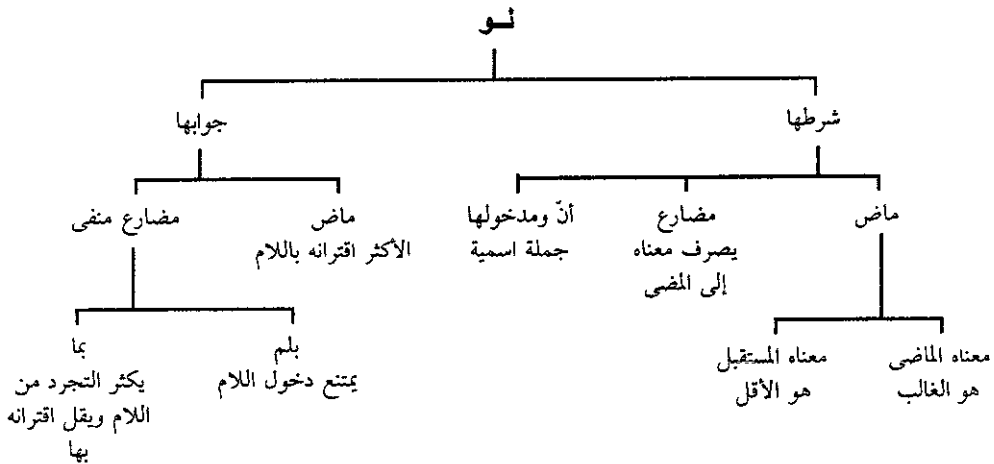 لو
شرطها
جوابها
ماض
مضارع
يصرف معناه
إلى المضى
أنّ ومدخولها
جملة اسمية
ماض
الأكثر اقترانه باللام
مضارع منفى
معناه الماضى
هو الغالب
معناه المستقبل
هو الأقل
بلم
يمتنع دخول اللام
بما
يكثر التجرد من
اللام ويقل اقترانه
بها